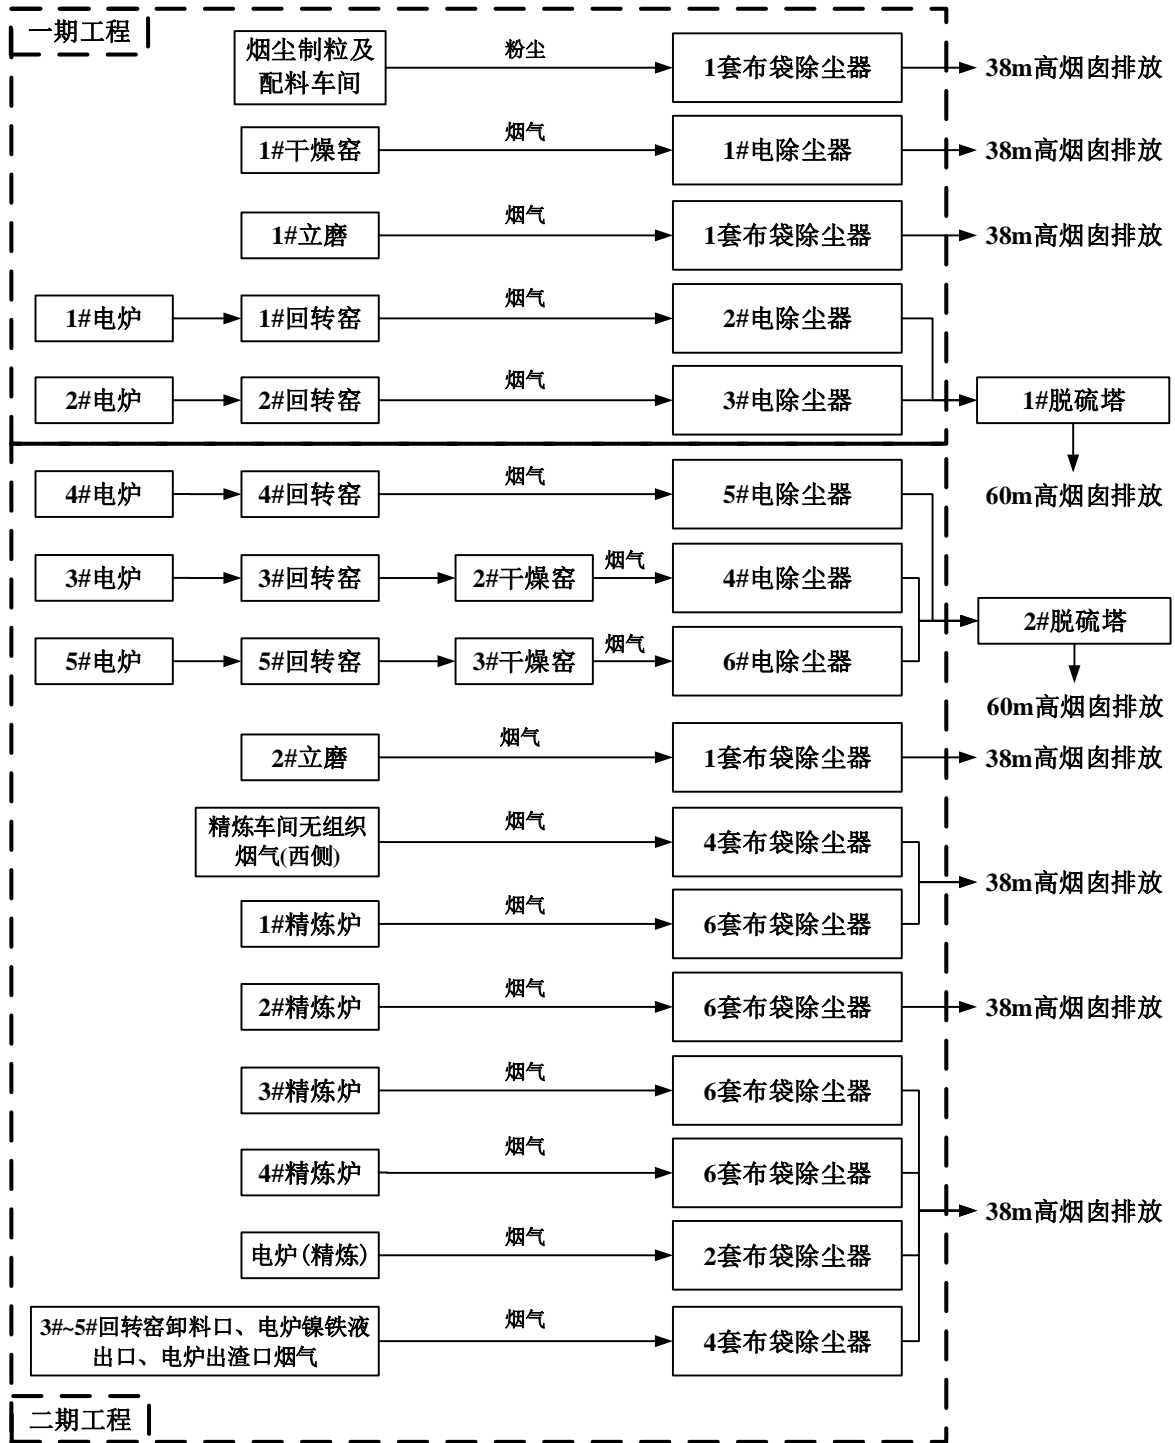 一期工程
烟尘制粒及
配料车间
粉尘
1套布袋除尘器
38m高烟囱排放
1#干燥窑
烟气
1#电除尘器
38m高烟囱排放
1#立磨
烟气
1套布袋除尘器
38m高烟囱排放
1#电炉
1#回转窑
烟气
2#电除尘器
2#电炉
2#回转窑
烟气
3#电除尘器
1#脱硫塔
60m高烟囱排放
4#电炉
4#回转窑
烟气
5#电除尘器
3#电炉
3#回转窑
2#干燥窑
烟气
4#电除尘器
5#电炉
5#回转窑
3#干燥窑
烟气
6#电除尘器
2#脱硫塔
60m高烟囱排放
2#立磨
烟气
1套布袋除尘器
38m高烟囱排放
精炼车间无组织
烟气(西侧)
烟气
4套布袋除尘器
1#精炼炉
烟气
6套布袋除尘器
38m高烟囱排放
2#精炼炉
烟气
6套布袋除尘器
38m高烟囱排放
3#精炼炉
烟气
6套布袋除尘器
4#精炼炉
烟气
6套布袋除尘器
38m高烟囱排放
电炉(精炼)
烟气
2套布袋除尘器
3#~5#回转窑卸料口、电炉镍铁液
出口、电炉出渣口烟气
烟气
4套布袋除尘器
二期工程